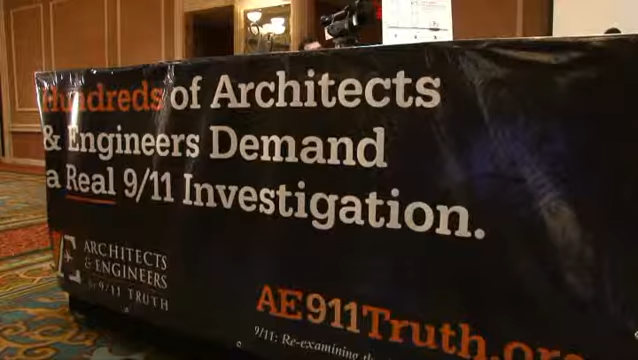 Hundreds of Architects
& Engineers Demand
a Real 9/11 Investigation.
ARCHITECTS
& ENGINEERS
for 9/11 TRUTH
AE911Truth.org
9/11: Re-examining